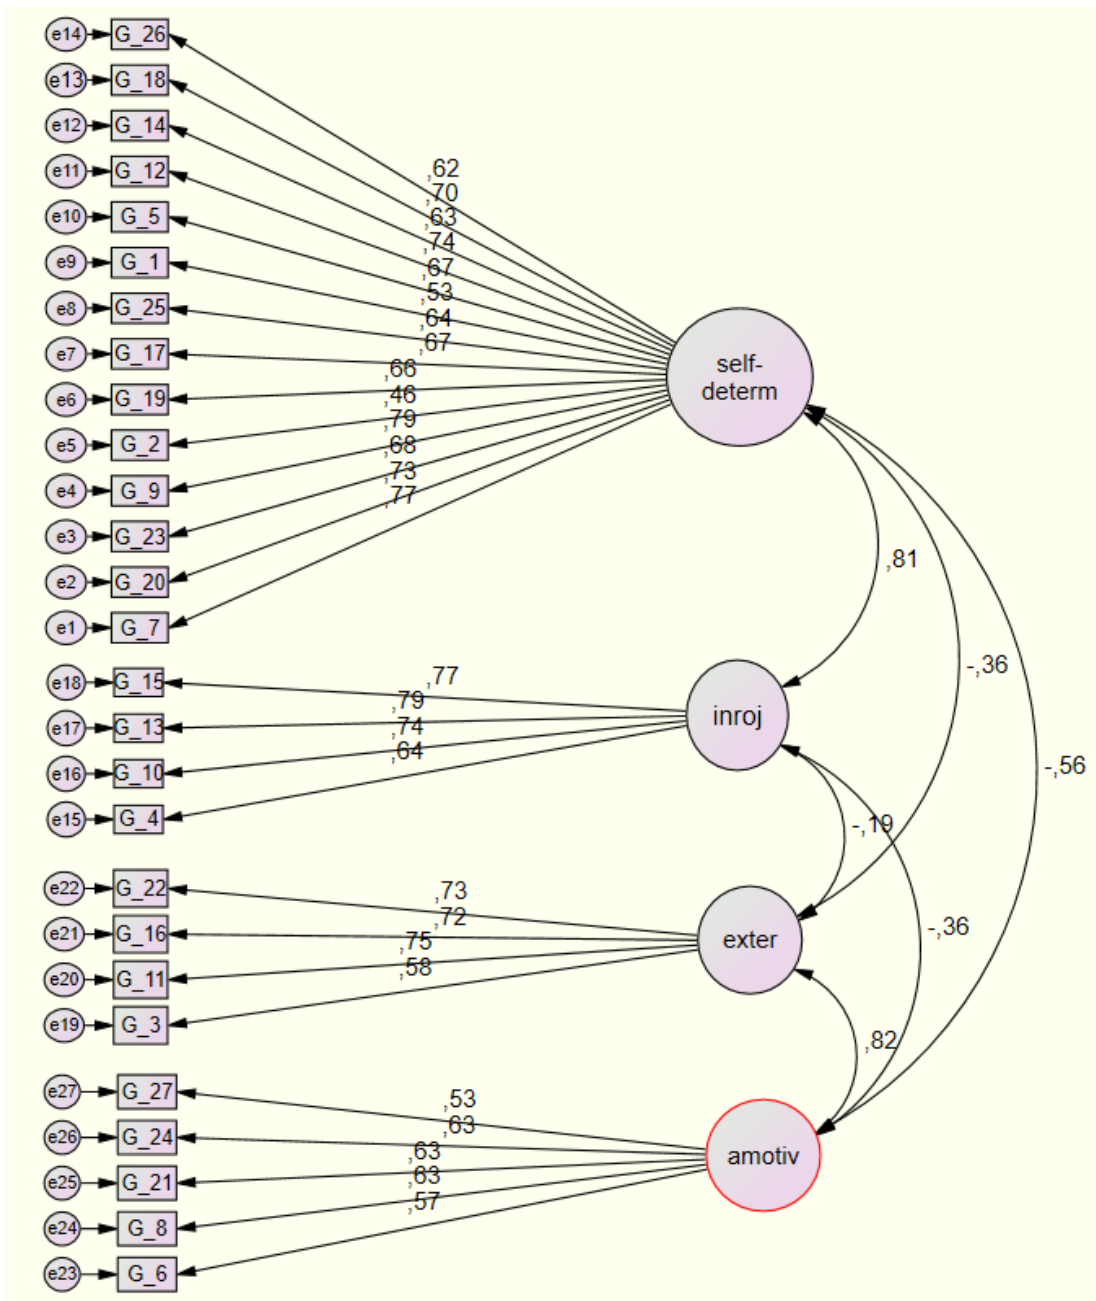 e14 G_26
e13 G_18
e12 G_14
e11 G_12
e10 G_5
e9 G_1
e8 G_25
e7 G_17
e6 G_19
e5 G_2
e4 G_9
e3 G_23
e2 G_20
e1 G_7
,62
,70
,63
,74
,67
,53
,64
,67
,66
,46
,79
,68
,73
,77
self-
determ
,81
-,36
-,56
e18 G_15
e17 G_13
e16 G_10
e15 G_4
,77
,79
,74
,64
inroj
-,19
-,36
e22 G_22
e21 G_16
e20 G_11
e19 G_3
,73
,72
,75
,58
exter
,82
e27 G_27
e26 G_24
e25 G_21
e24 G_8
e23 G_6
,53
,63
,63
,63
,57
amotiv